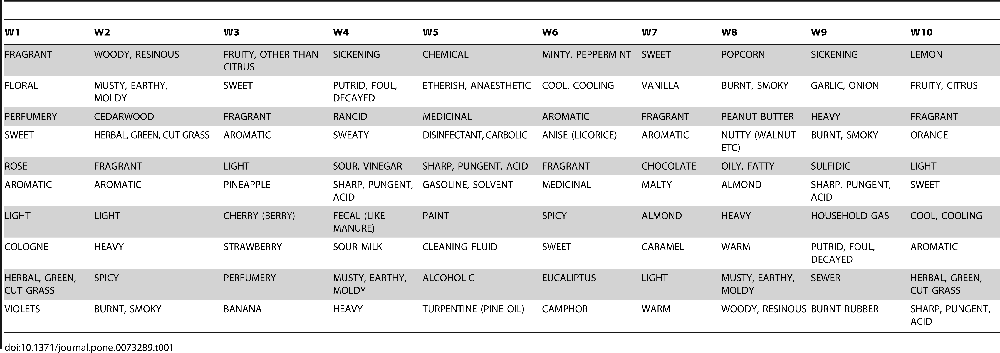 W1 W2 W3 W4 W5 W6 W7 W8 W9 W10
FRAGRANT WOODY, RESINOUS FRUITY, OTHER THAN SICKENING CHEMICAL MINTY, PEPPERMINT SWEET POPCORN SICKENING LEMON
CITRUS
FLORAL MUSTY, EARTHY, SWEET PUTRID, FOUL, ETHERISH, ANAESTHETIC COOL, COOLING VANILLA BURNT, SMOKY GARLIC, ONION FRUITY, CITRUS
MOLDY DECAYED
PERFUMERY CEDARWOOD FRAGRANT RANCID MEDICINAL AROMATIC FRAGRANT PEANUT BUTTER HEAVY FRAGRANT
SWEET HERBAL, GREEN, CUT GRASS AROMATIC SWEATY DISINFECTANT, CARBOLIC ANISE (LICORICE) AROMATIC NUTTY (WALNUT BURNT, SMOKY ORANGE
ETC)
ROSE FRAGRANT LIGHT SOUR, VINEGAR SHARP, PUNGENT, ACID FRAGRANT CHOCOLATE OILY, FATTY SULFIDIC LIGHT
AROMATIC AROMATIC PINEAPPLE SHARP, PUNGENT, GASOLINE, SOLVENT MEDICINAL MALTY ALMOND SHARP, PUNGENT, SWEET
ACID ACID
LIGHT LIGHT CHERRY (BERRY) FECAL (LIKE PAINT SPICY ALMOND HEAVY HOUSEHOLD GAS COOL, COOLING
MANURE)
COLOGNE HEAVY STRAWBERRY SOUR MILK CLEANING FLUID SWEET CARAMEL WARM PUTRID, FOUL, AROMATIC
DECAYED
HERBAL, GREEN, SPICY PERFUMERY MUSTY, EARTHY, ALCOHOLIC EUCALIPTUS LIGHT MUSTY, EARTHY, SEWER HERBAL, GREEN,
CUT GRASS MOLDY MOLDY CUT GRASS
VIOLETS BURNT, SMOKY BANANA HEAVY TURPENTINE (PINE OIL) CAMPHOR WARM WOODY, RESINOUS BURNT RUBBER SHARP, PUNGENT,
ACID
doi:10.1371/journal.pone.0073289.t001